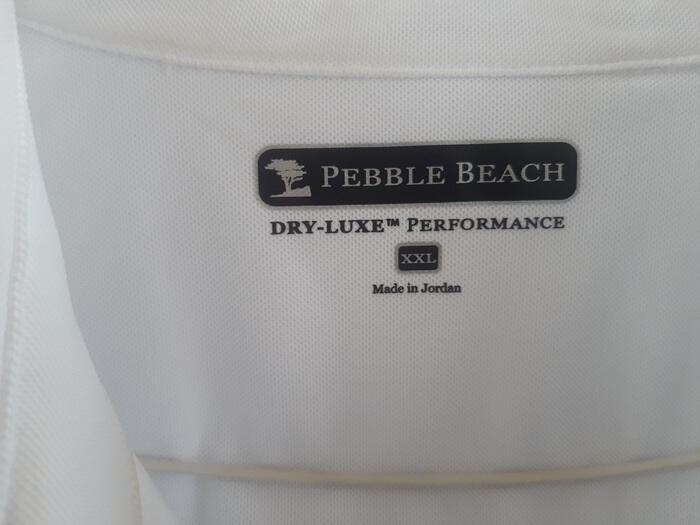 PEBBLE BEACH
DRY-LUXE™ PERFORMANCE
XXL
Made in Jordan